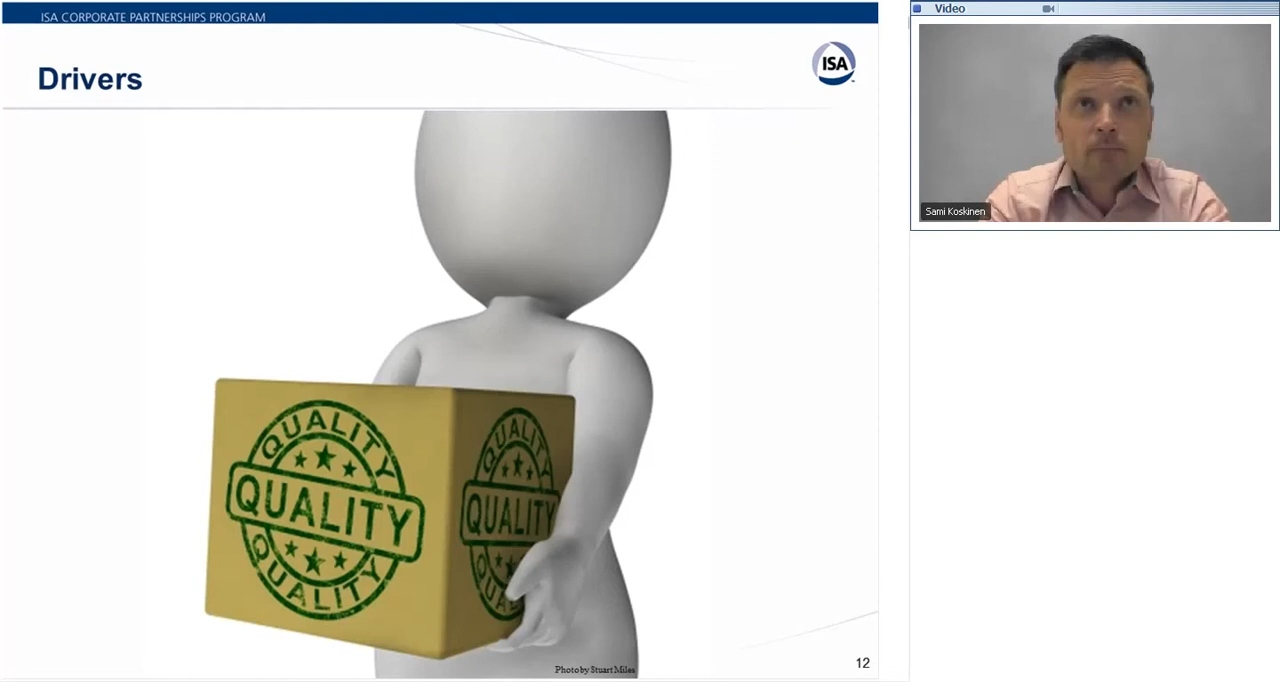 ISA CORPORATE PARTNERSHIPS PROGRAM
Drivers
ISA
QUALITY
QUALITY
QUALITY
QUALITY
QUALITY
QUALITY
Photo by Stuart Miles
12
Video
Sami Koskinen